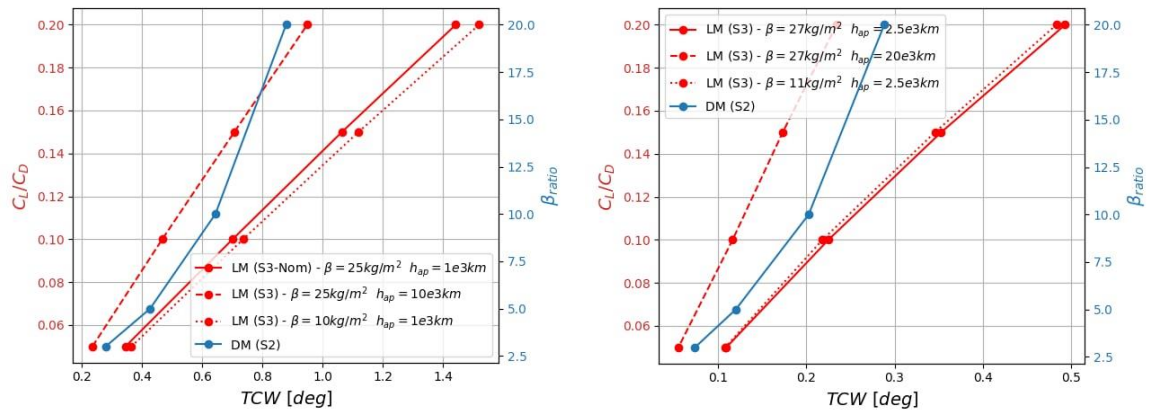 0.20
0.18
0.16
0.14
0.12
0.10
0.08
0.06
C_L/C_D
20.0
17.5
15.0
12.5
10.0
7.5
5.0
2.5
β_ratio
LM (S3-Nom) - β = 25kg/m² h_ap = 1e3km
LM (S3) - β = 25kg/m² h_ap = 10e3km
LM (S3) - β = 10kg/m² h_ap = 1e3km
DM (S2)
0.2 0.4 0.6 0.8 1.0 1.2 1.4
TCW [deg]
0.20
0.18
0.16
0.14
0.12
0.10
0.08
0.06
C_L/C_D
20.0
17.5
15.0
12.5
10.0
7.5
5.0
2.5
β_ratio
LM (S3) - β = 27kg/m² h_ap = 2.5e3km
LM (S3) - β = 27kg/m² h_ap = 20e3km
LM (S3) - β = 11kg/m² h_ap = 2.5e3km
DM (S2)
0.1 0.2 0.3 0.4 0.5
TCW [deg]